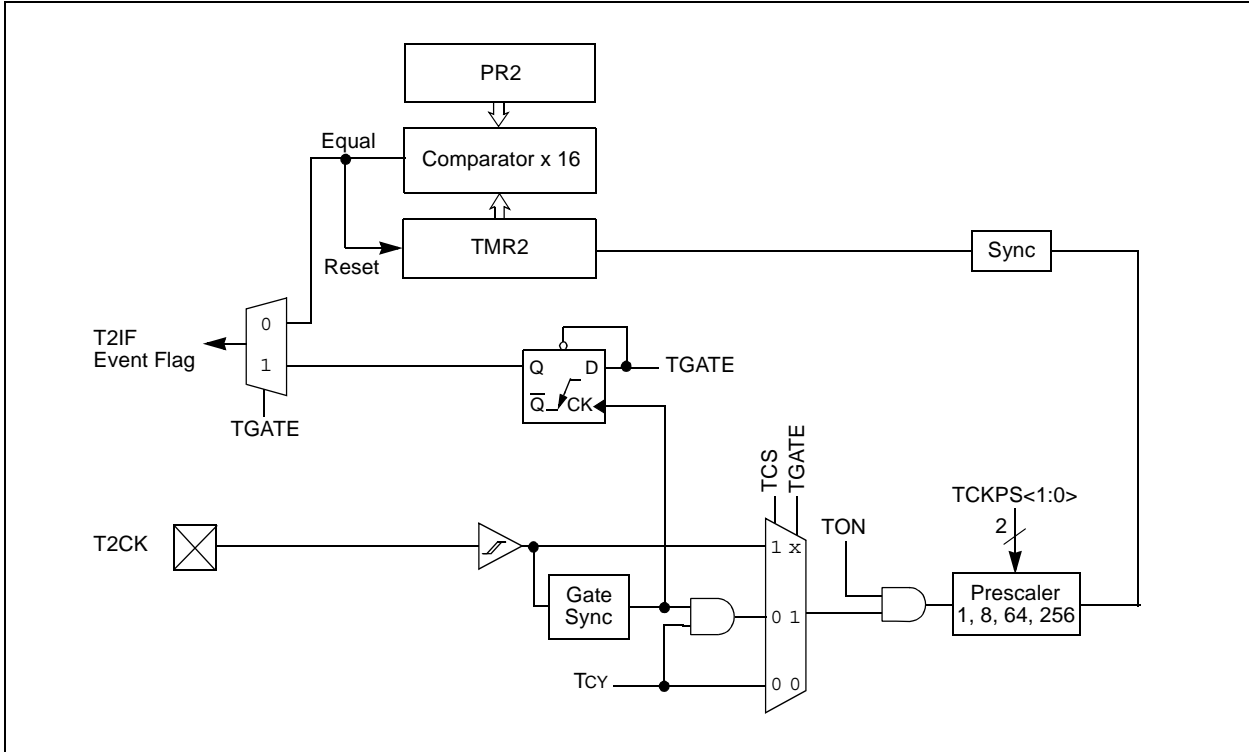 PR2
Equal
Comparator x 16
TMR2
Reset
Sync
0
T2IF
Event Flag
1
Q
D
TGATE
Q̅
CK
TGATE
TCS
TGATE
TCKPS<1:0>
2
TON
T2CK
1 x
Gate
Sync
Prescaler
1, 8, 64, 256
0 1
TCY
0 0